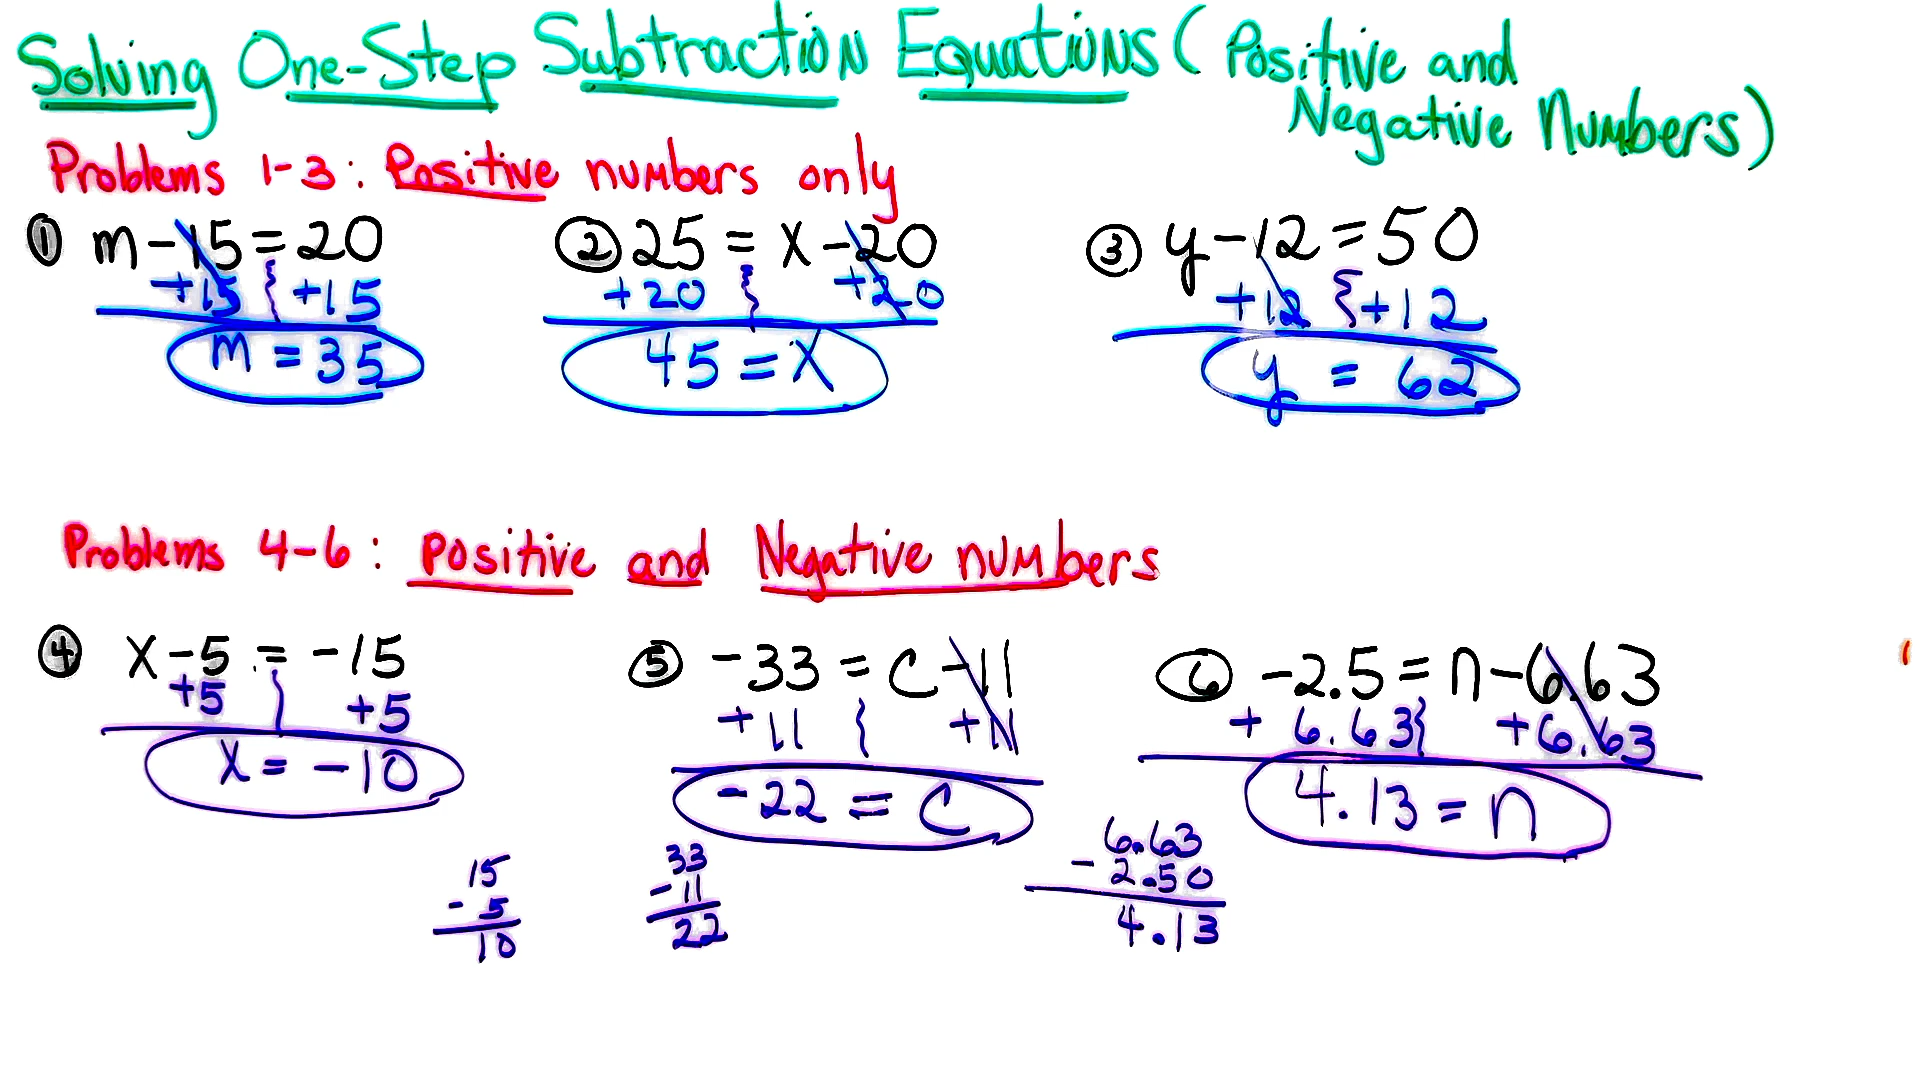 Solving One-Step Subtraction Equations (Positive and
Negative Numbers)
Problems 1-3: Positive numbers only
① m-15=20 ② 25 = x-20 ③ y-12=50
+15 +15 +20 +20 +12 +12
m = 35 45 = x y = 62
Problems 4-6: Positive and Negative numbers
④ x-5 = -15 ⑤ -33 = c-11 ⑥ -2.5 = n-6.63
+5 +5 +11 +11 + 6.63 +6.63
x = -10 -22 = c 4.13 = n
15 33 6.63
- 5 - 11 - 2.50
10 22 4.13